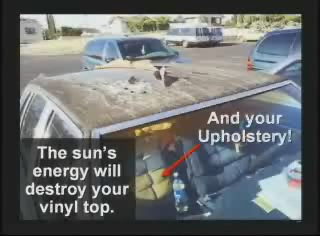 And your
Upholstery!
The sun's
energy will
destroy your
vinyl top.